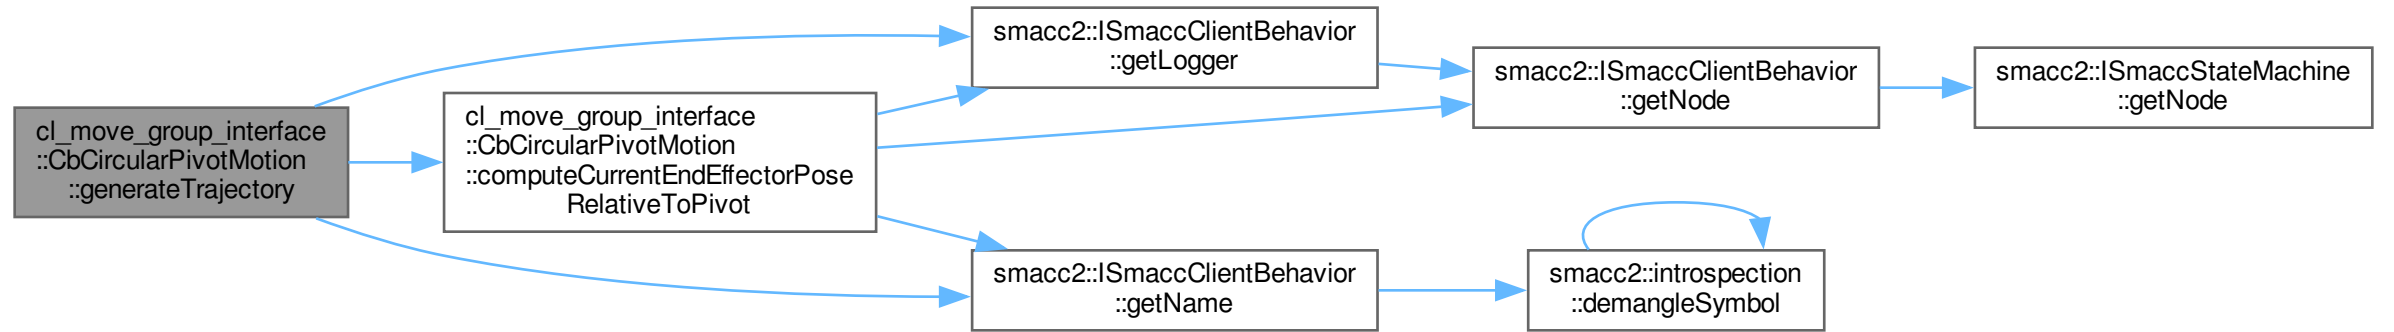 cl_move_group_interface
::CbCircularPivotMotion
::generateTrajectory
cl_move_group_interface
::CbCircularPivotMotion
::computeCurrentEndEffectorPose
RelativeToPivot
smacc2::ISmaccClientBehavior
::getLogger
smacc2::ISmaccClientBehavior
::getNode
smacc2::ISmaccStateMachine
::getNode
smacc2::ISmaccClientBehavior
::getName
smacc2::introspection
::demangleSymbol